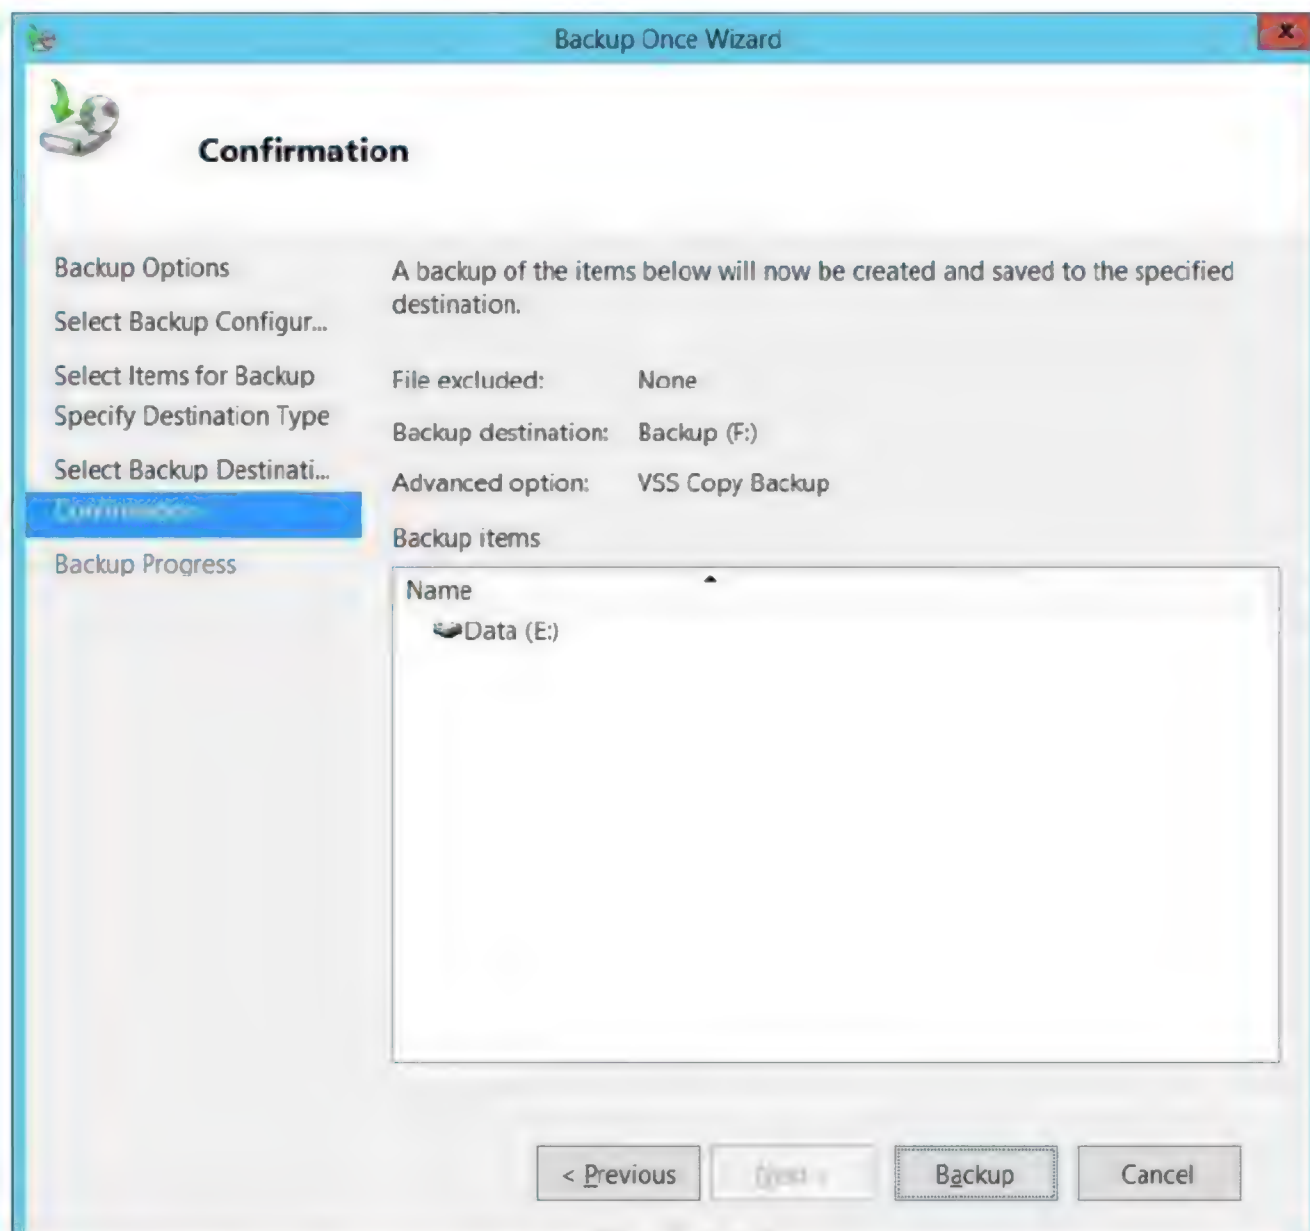 Backup Once Wizard
Confirmation
Backup Options
Select Backup Configur...
Select Items for Backup
Specify Destination Type
Select Backup Destinati...
Confirmation
Backup Progress
A backup of the items below will now be created and saved to the specified
destination.
File excluded: None
Backup destination: Backup (F:)
Advanced option: VSS Copy Backup
Backup items
Name
Data (E:)
< Previous
Next >
Backup
Cancel